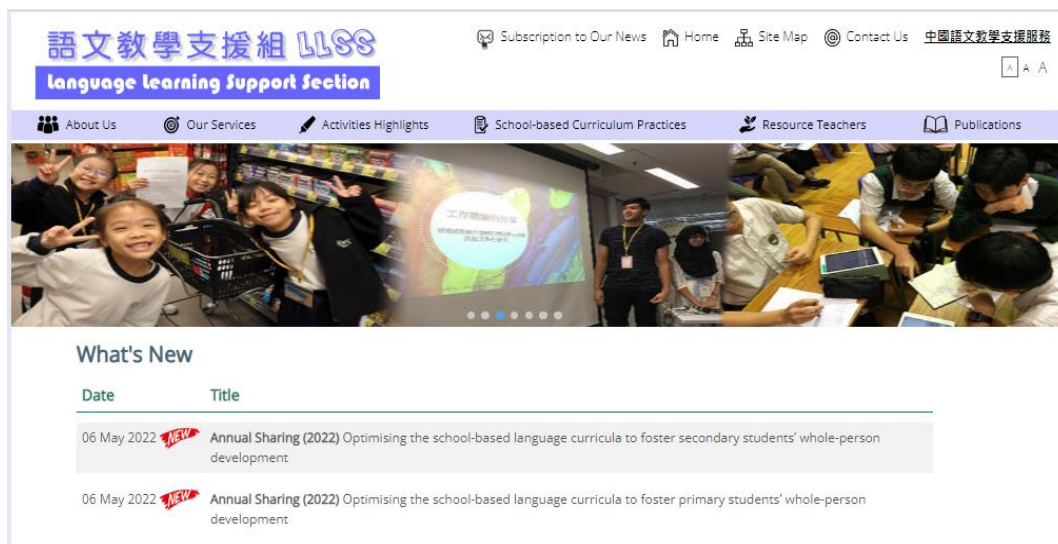 語文教學支援組 LLSS
Language Learning Support Section
Subscription to Our News Home Site Map Contact Us 中國語文教學支援服務
A A A
About Us Our Services Activities Highlights School-based Curriculum Practices Resource Teachers Publications
What's New
Date Title
06 May 2022 NEW Annual Sharing (2022) Optimising the school-based language curricula to foster secondary students' whole-person
development
06 May 2022 NEW Annual Sharing (2022) Optimising the school-based language curricula to foster primary students' whole-person
development